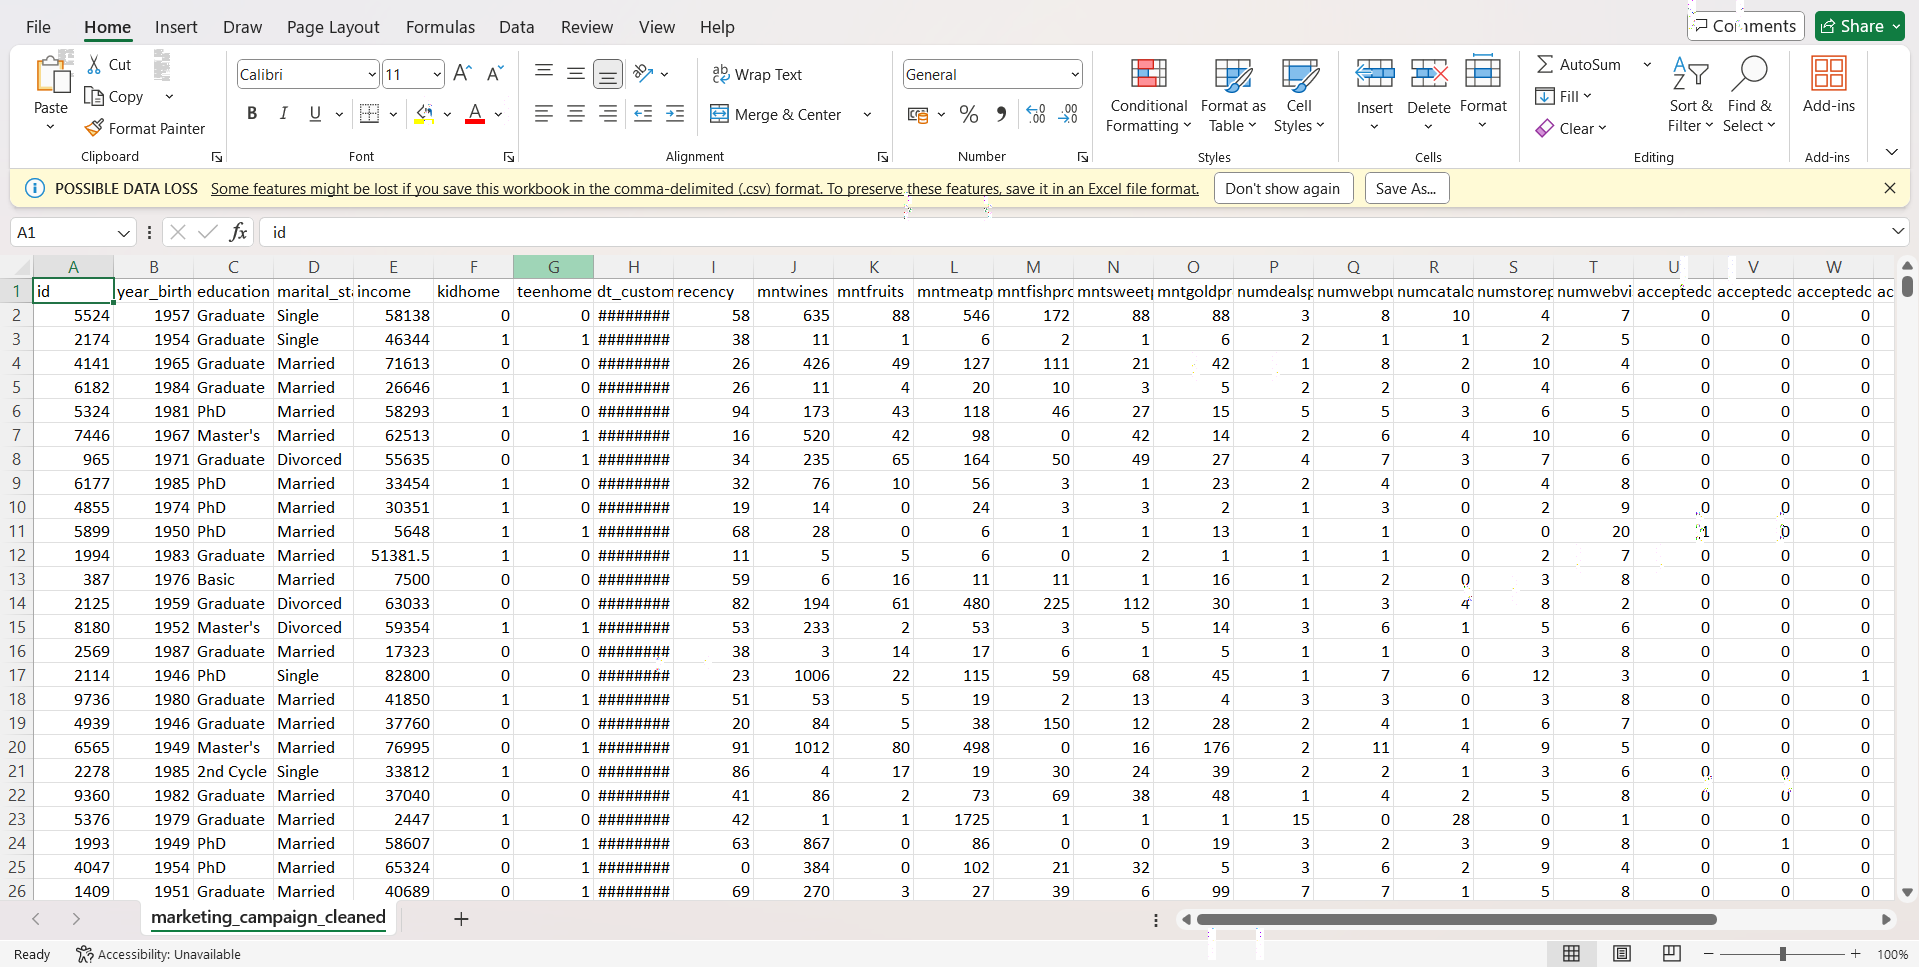 File Home Insert Draw Page Layout Formulas Data Review View Help Comments Share
Paste Cut Copy Format Painter Clipboard
Calibri 11 B I U A Font
Wrap Text Merge & Center Alignment
General % Number
Conditional Formatting Format as Table Cell Styles Styles
Insert Delete Format Cells
AutoSum Fill Clear Sort & Filter Find & Select Editing
Add-ins Add-ins
POSSIBLE DATA LOSS Some features might be lost if you save this workbook in the comma-delimited (.csv) format. To preserve these features, save it in an Excel file format. Don't show again Save As...
A1 fx id
A B C D E F G H I J K L M N O P Q R S T U V W
1 id year_birth education marital_sta income kidhome teenhome dt_custom recency mntwines mntfruits mntmeatp mntfishpro mntsweetp mntgoldpr numdealsp numwebpu numcatalo numstorep numwebvi acceptedc acceptedc acceptedc ac
2 5524 1957 Graduate Single 58138 0 0 ######## 58 635 88 546 172 88 88 3 8 10 4 7 0 0 0
3 2174 1954 Graduate Single 46344 1 1 ######## 38 11 1 6 2 1 6 2 1 1 2 5 0 0 0
4 4141 1965 Graduate Married 71613 0 0 ######## 26 426 49 127 111 21 42 1 8 2 10 4 0 0 0
5 6182 1984 Graduate Married 26646 1 0 ######## 26 11 4 20 10 3 5 2 2 0 4 6 0 0 0
6 5324 1981 PhD Married 58293 1 0 ######## 94 173 43 118 46 27 15 5 5 3 6 5 0 0 0
7 7446 1967 Master's Married 62513 0 1 ######## 16 520 42 98 0 42 14 2 6 4 10 6 0 0 0
8 965 1971 Graduate Divorced 55635 0 1 ######## 34 235 65 164 50 49 27 4 7 3 7 6 0 0 0
9 6177 1985 PhD Married 33454 1 0 ######## 32 76 10 56 3 1 23 2 4 0 4 8 0 0 0
10 4855 1974 PhD Married 30351 1 0 ######## 19 14 0 24 3 3 2 1 3 0 2 9 0 0 0
11 5899 1950 PhD Married 5648 1 1 ######## 68 28 0 6 1 1 13 1 1 0 0 20 1 0 0
12 1994 1983 Graduate Married 51381.5 1 0 ######## 11 5 5 6 0 2 1 1 1 0 2 7 0 0 0
13 387 1976 Basic Married 7500 0 0 ######## 59 6 16 11 11 1 16 1 2 0 3 8 0 0 0
14 2125 1959 Graduate Divorced 63033 0 0 ######## 82 194 61 480 225 112 30 1 3 4 8 2 0 0 0
15 8180 1952 Master's Divorced 59354 1 1 ######## 53 233 2 53 3 5 14 3 6 1 5 6 0 0 0
16 2569 1987 Graduate Married 17323 0 0 ######## 38 3 14 17 6 1 5 1 1 0 3 8 0 0 0
17 2114 1946 PhD Single 82800 0 0 ######## 23 1006 22 115 59 68 45 1 7 6 12 3 0 0 1
18 9736 1980 Graduate Married 41850 1 1 ######## 51 53 5 19 2 13 4 3 3 0 3 8 0 0 0
19 4939 1946 Graduate Married 37760 0 0 ######## 20 84 5 38 150 12 28 2 4 1 6 7 0 0 0
20 6565 1949 Master's Married 76995 0 1 ######## 91 1012 80 498 0 16 176 2 11 4 9 5 0 0 0
21 2278 1985 2nd Cycle Single 33812 1 0 ######## 86 4 17 19 30 24 39 2 2 1 3 6 0 0 0
22 9360 1982 Graduate Married 37040 0 0 ######## 41 86 2 73 69 38 48 1 4 2 5 8 0 0 0
23 5376 1979 Graduate Married 2447 1 0 ######## 42 1 1 1725 1 1 1 15 0 28 0 1 0 0 0
24 1993 1949 PhD Married 58607 0 1 ######## 63 867 0 86 0 0 19 3 2 3 9 8 0 1 0
25 4047 1954 PhD Married 65324 0 1 ######## 0 384 0 102 21 32 5 3 6 2 9 4 0 0 0
26 1409 1951 Graduate Married 40689 0 1 ######## 69 270 3 27 39 6 99 7 7 1 5 8 0 0 0
marketing_campaign_cleaned
Ready Accessibility: Unavailable 100%